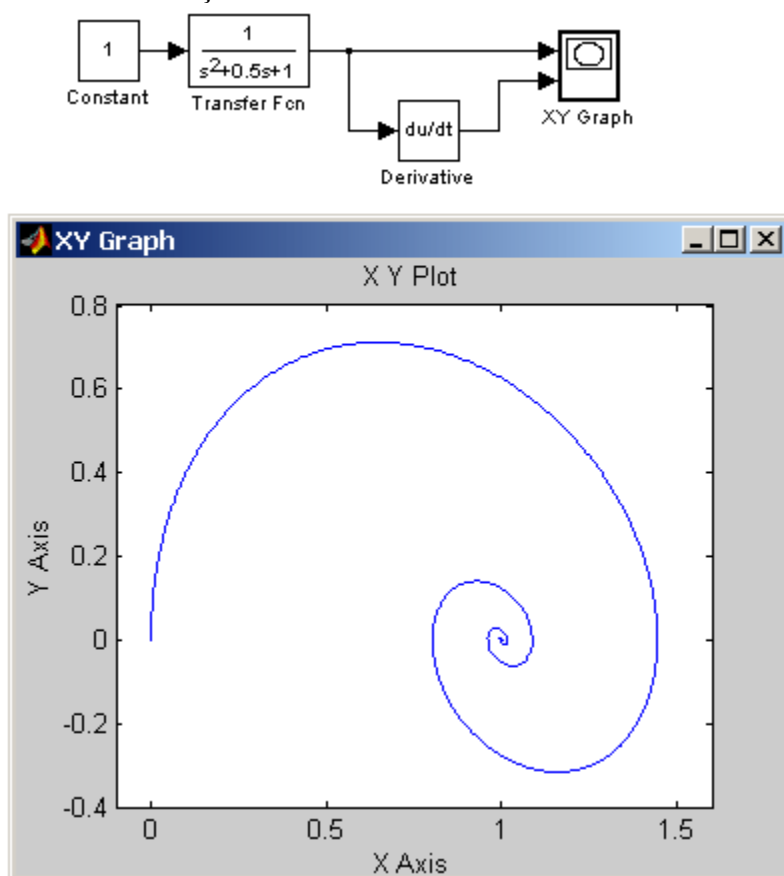 1
Constant
1
s²+0.5s+1
Transfer Fcn
du/dt
Derivative
XY Graph
XY Graph
X Y Plot
0.8
0.6
0.4
0.2
0
-0.2
-0.4
Y Axis
0
0.5
1
1.5
X Axis